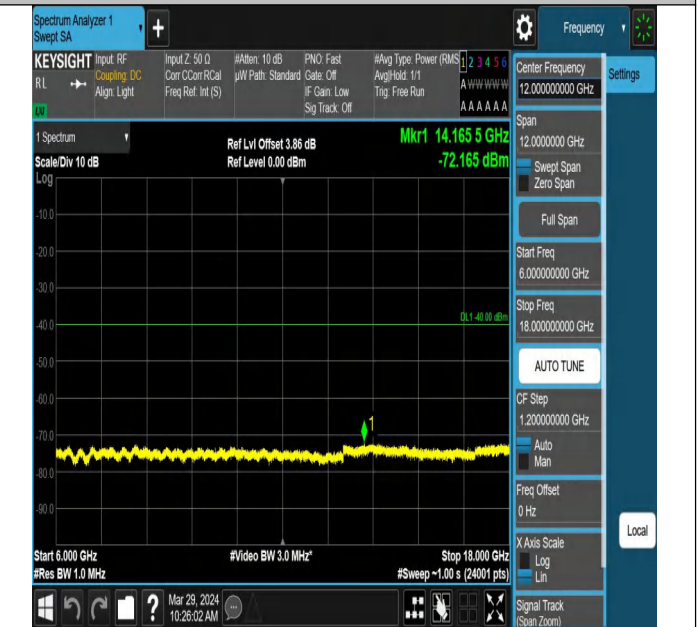 Spectrum Analyzer 1
Swept SA
+
Frequency
KEYSIGHT
RL
LXI
Input: RF
Coupling: DC
Align: Light
Input Z: 50 Ω
Corr CCorr RCal
Freq Ref: Int (S)
#Atten: 10 dB
µW Path: Standard
PNO: Fast
Gate: Off
IF Gain: Low
Sig Track: Off
#Avg Type: Power (RMS
Avg|Hold: 1/1
Trig: Free Run
1 2 3 4 5 6
A W W W W W
A A A A A A
1 Spectrum
Scale/Div 10 dB
Log
Ref Lvl Offset 3.86 dB
Ref Level 0.00 dBm
Mkr1 14.165 5 GHz
-72.165 dBm
-10.0
-20.0
-30.0
DL1 -40.00 dBm
-40.0
-50.0
-60.0
1
-70.0
-80.0
-90.0
Start 6.000 GHz
#Res BW 1.0 MHz
#Video BW 3.0 MHz*
Stop 18.000 GHz
#Sweep ~1.00 s (24001 pts)
?
Mar 29, 2024
10:26:02 AM
Center Frequency
12.000000000 GHz
Settings
Span
12.0000000 GHz
Swept Span
Zero Span
Full Span
Start Freq
6.000000000 GHz
Stop Freq
18.000000000 GHz
AUTO TUNE
CF Step
1.200000000 GHz
Auto
Man
Freq Offset
0 Hz
X Axis Scale
Log
Lin
Local
Signal Track
(Span Zoom)